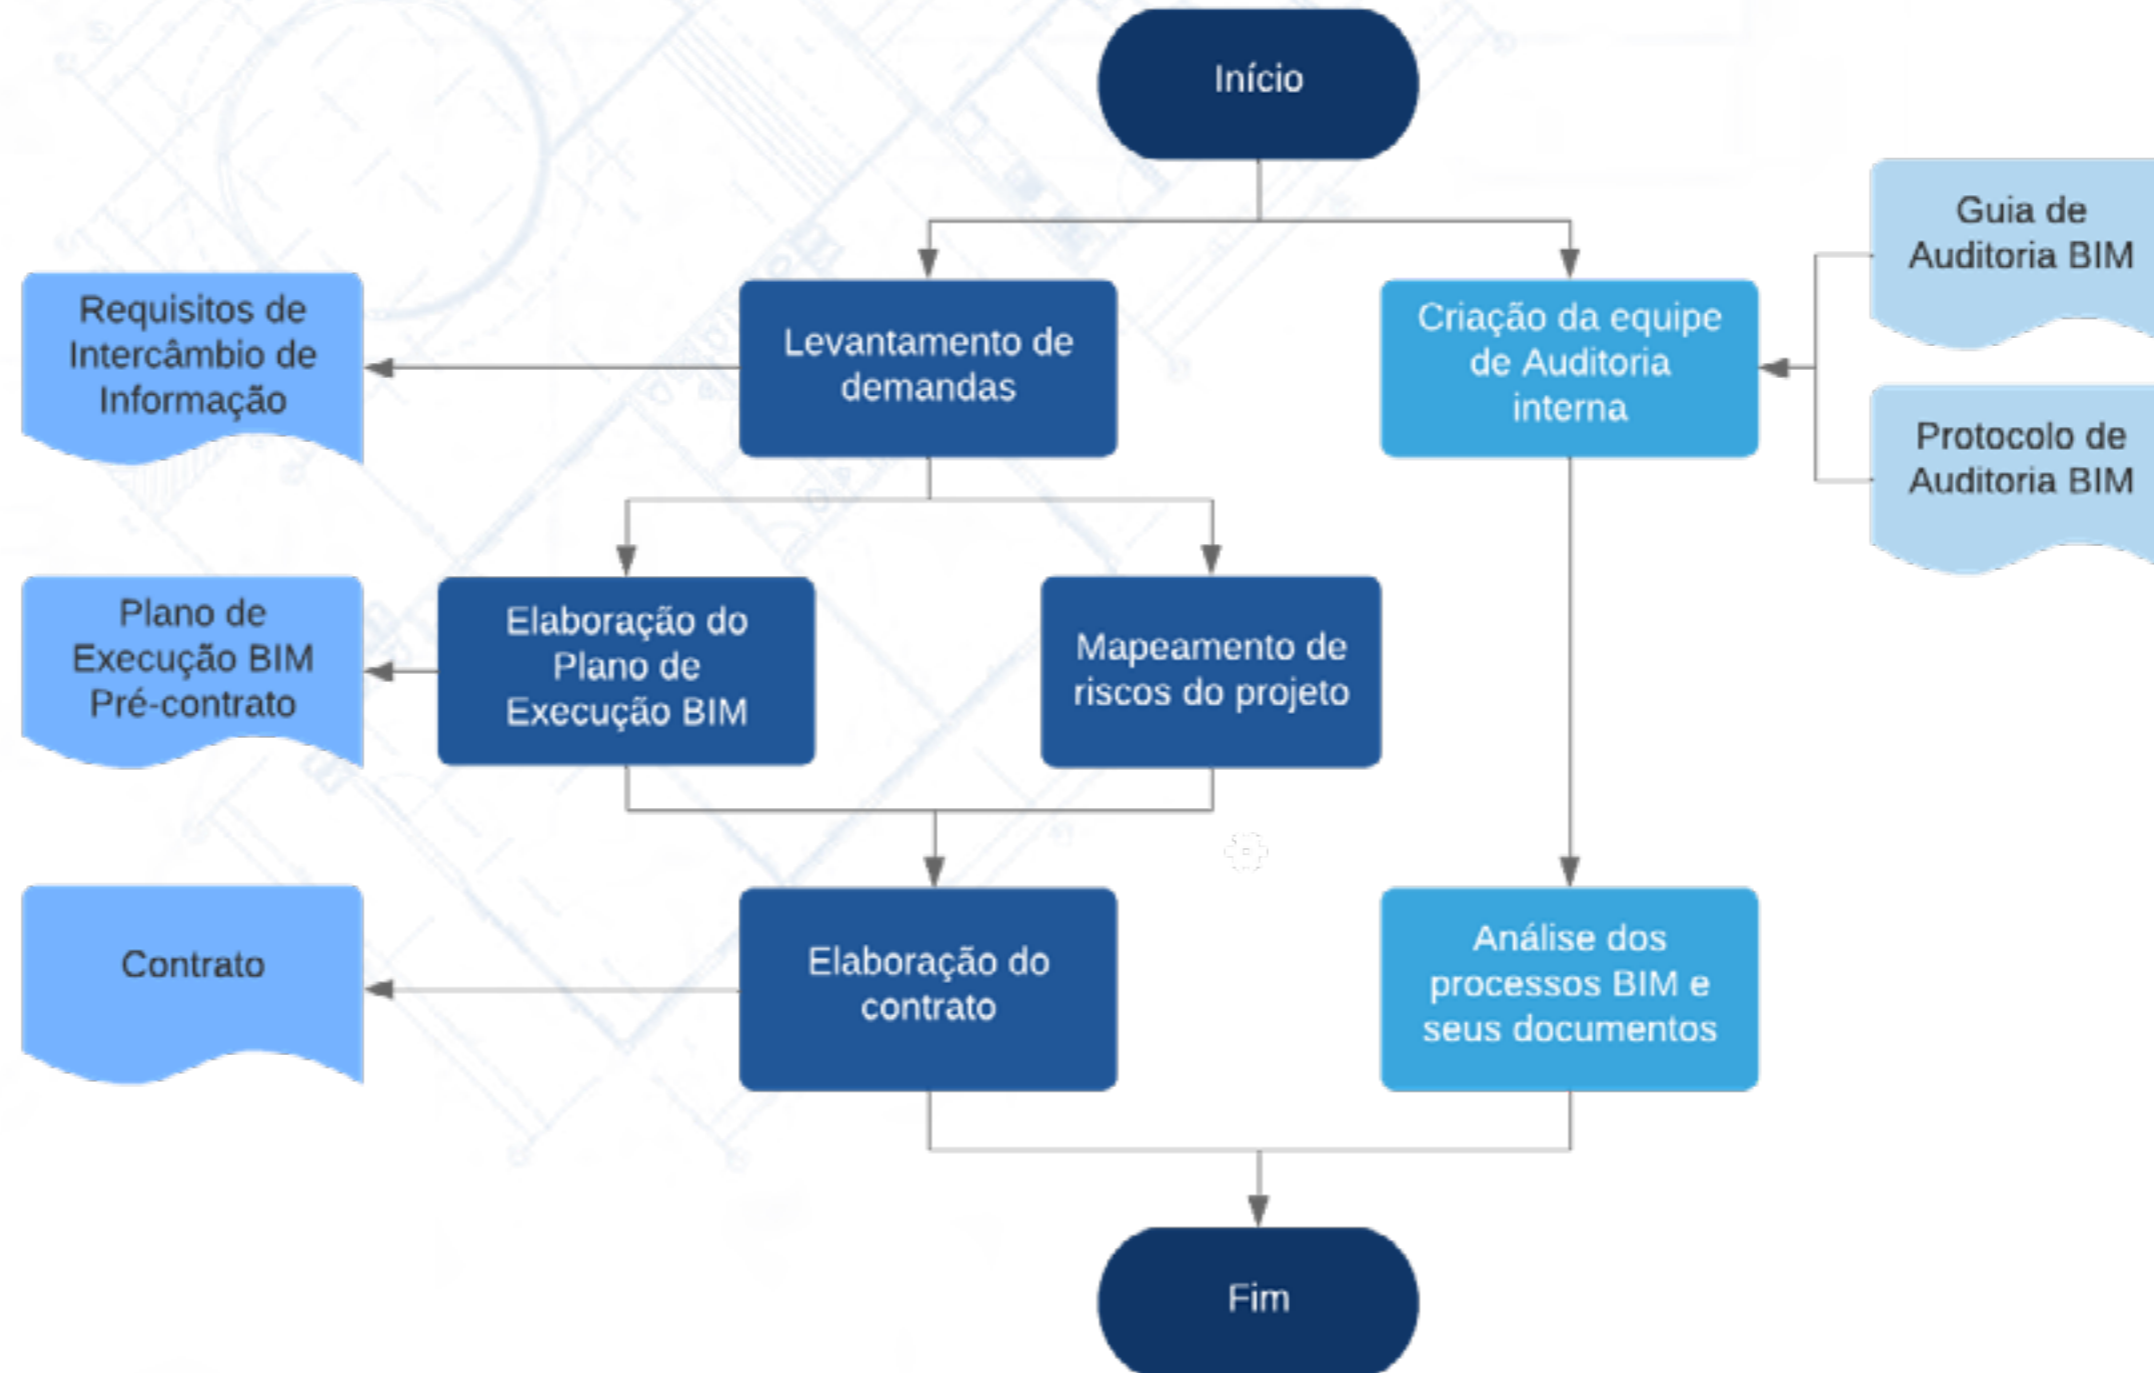 Início
Guia de
Auditoria BIM
Requisitos de
Intercâmbio de
Informação
Levantamento de
demandas
Criação da equipe
de Auditoria
interna
Protocolo de
Auditoria BIM
Plano de
Execução BIM
Pré-contrato
Elaboração do
Plano de
Execução BIM
Mapeamento de
riscos do projeto
Contrato
Elaboração do
contrato
Análise dos
processos BIM e
seus documentos
Fim